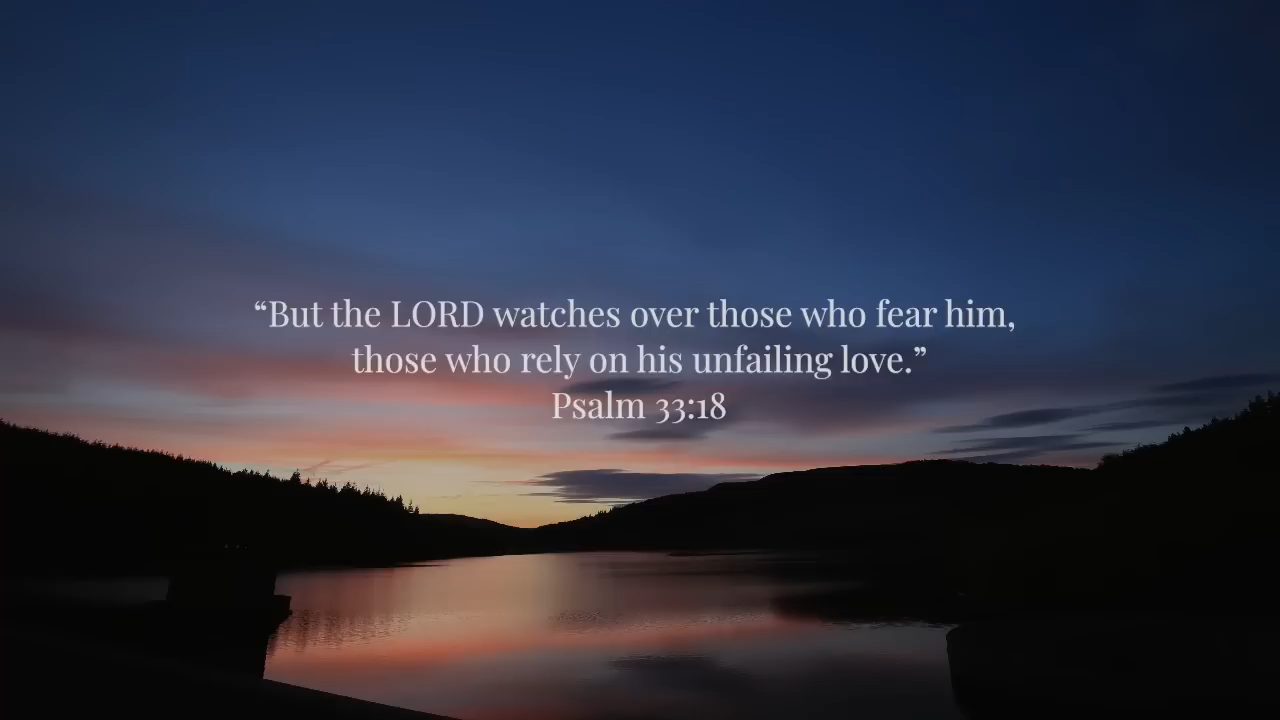 “But the LORD watches over those who fear him,
those who rely on his unfailing love.”
Psalm 33:18